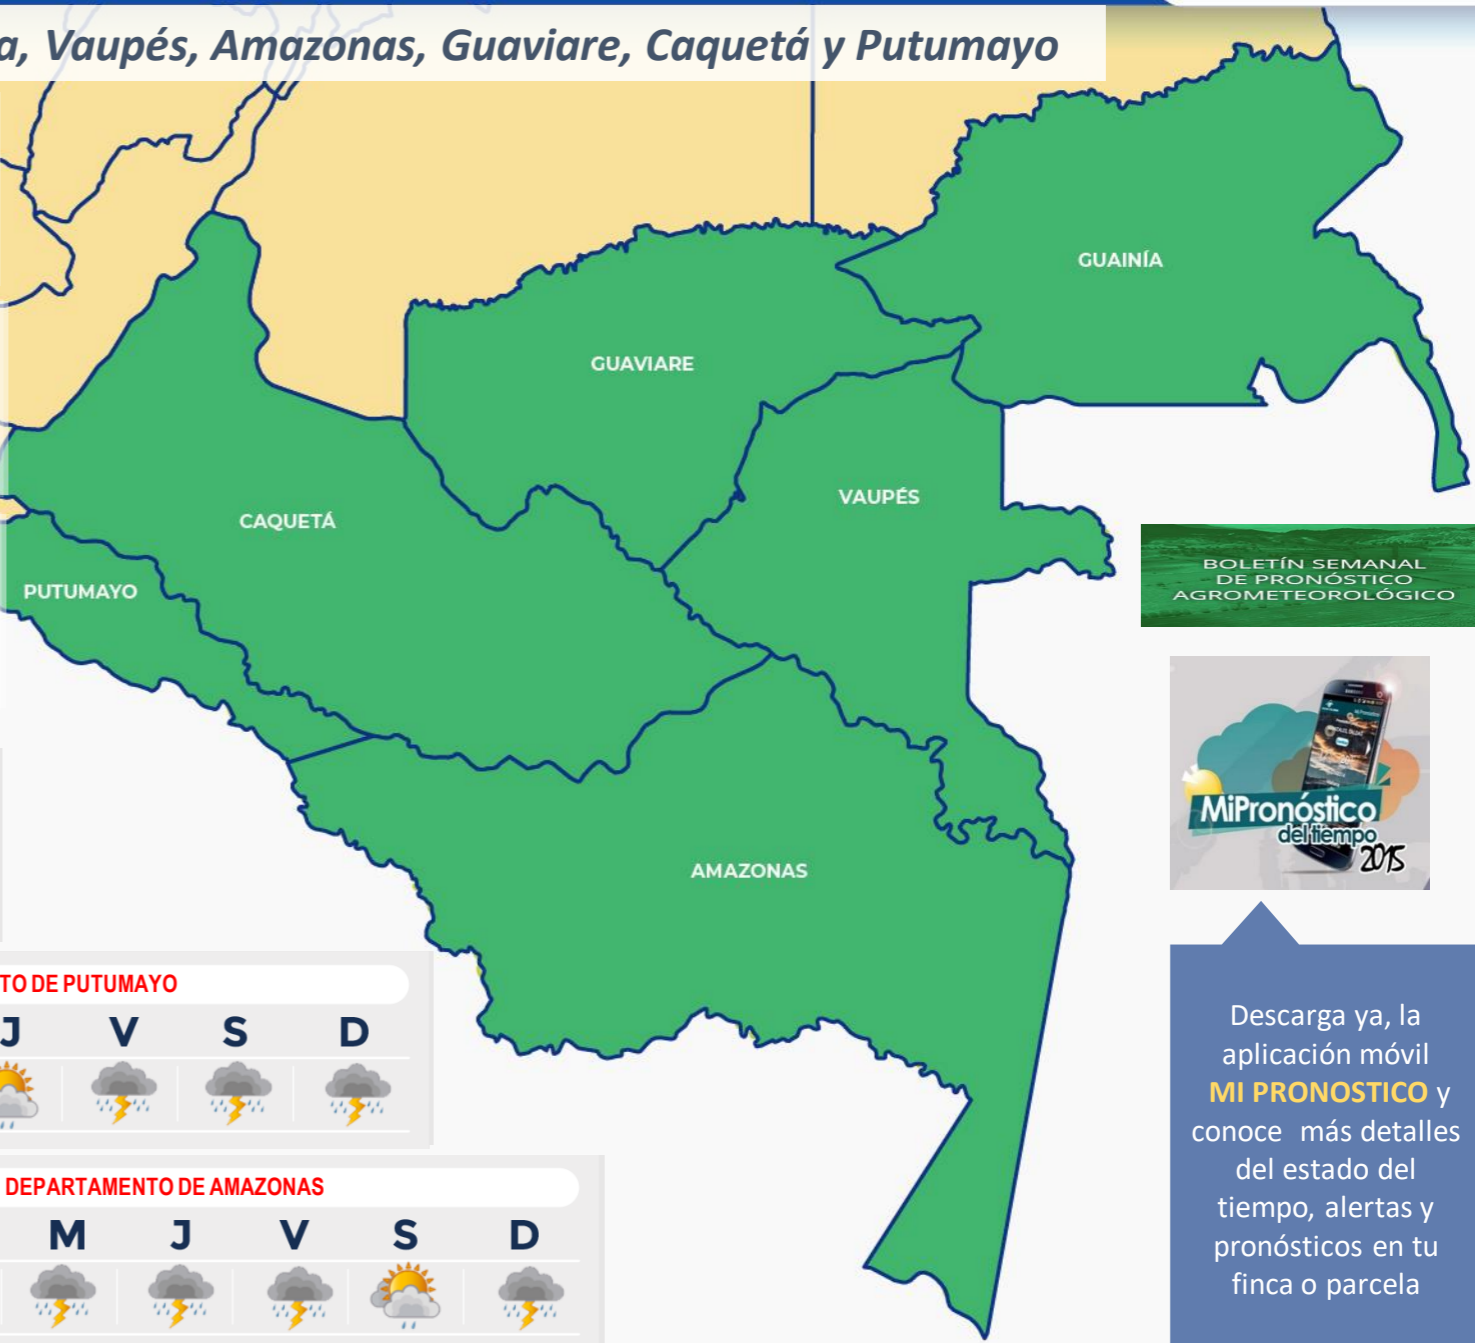 a, Vaupés, Amazonas, Guaviare, Caquetá y Putumayo
GUAINÍA
GUAVIARE
VAUPÉS
CAQUETÁ
PUTUMAYO
AMAZONAS
BOLETÍN SEMANAL
DE PRONÓSTICO
AGROMETEOROLÓGICO
SAMSUNG
MiPronóstico
del tiempo
2015
Descarga ya, la
aplicación móvil
MI PRONOSTICO y
conoce más detalles
del estado del
tiempo, alertas y
pronósticos en tu
finca o parcela
TO DE PUTUMAYO
J V S D
DEPARTAMENTO DE AMAZONAS
M J V S D